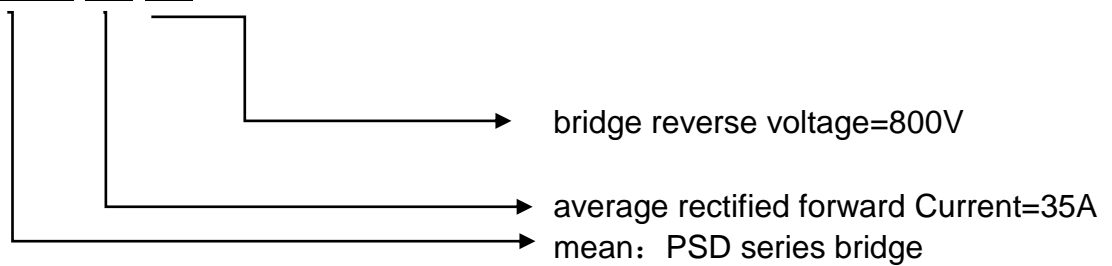 bridge reverse voltage=800V
average rectified forward Current=35A
mean：PSD series bridge